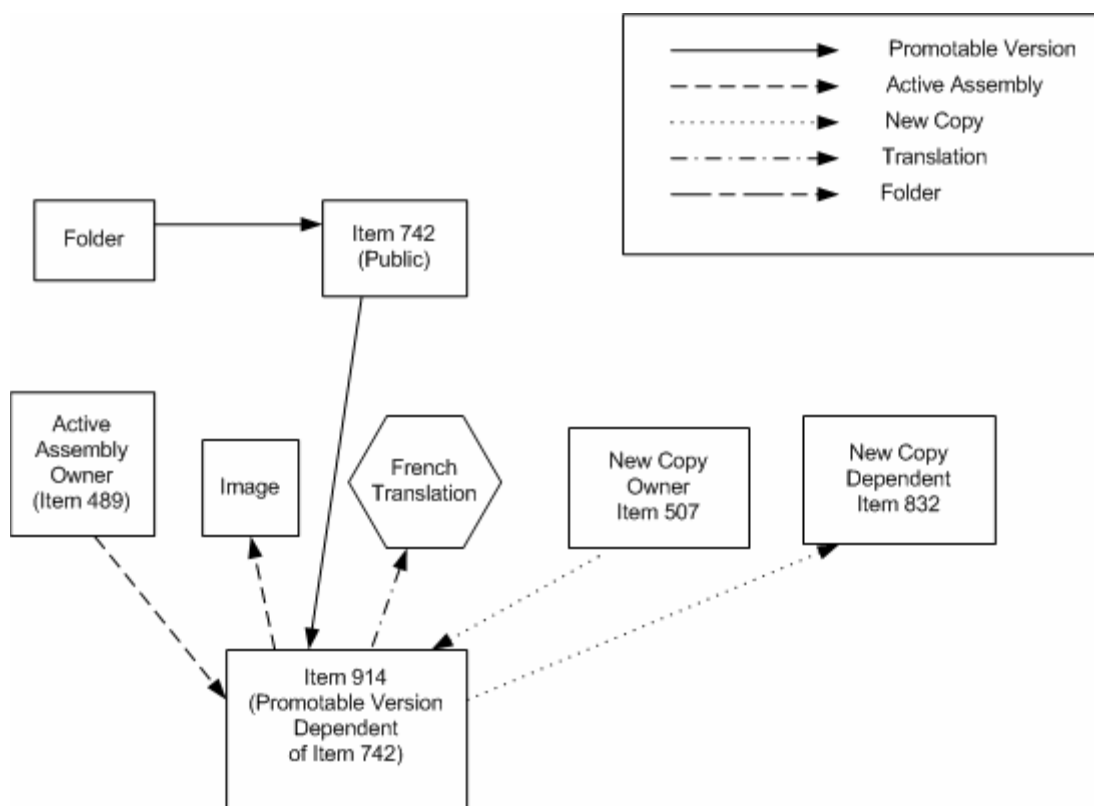 Promotable Version
Active Assembly
New Copy
Translation
Folder
Folder
Item 742
(Public)
Active
Assembly
Owner
(Item 489)
Image
French
Translation
New Copy
Owner
Item 507
New Copy
Dependent
Item 832
Item 914
(Promotable Version
Dependent
of Item 742)